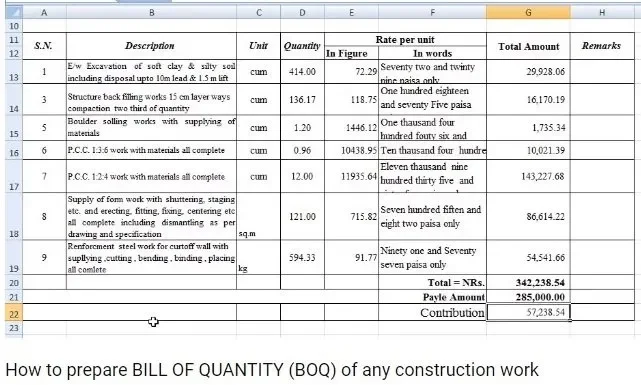 A B C D E F G H
10
11 Rate per unit
12 S.N. Description Unit Quantity In Figure In words Total Amount Remarks
E/w Excavation of soft clay & silty soil
including disposal upto 10m lead & 1.5 m lift
13 1 cum 414.00 72.29 29,928.06
Seventy two and twinty
nine paisa only
Structure back filling works 15 cm layer ways
compaction two third of quantity
14 3 cum 136.17 118.75 16,170.19
One hundred eighteen
and seventy Five paisa
Boulder solling works with supplying of
materials
15 5 cum 1.20 1446.12 1,735.34
One thousand four
hundred fouty six and
16 6 P.C.C. 1:3:6 work with materials all complete cum 0.96 10438.95 Ten thousand four hundre 10,021.39
17 7 P.C.C. 1:2:4 work with materials all complete cum 12.00 11935.64 143,227.68
Eleven thousand nine
hundred thirty five and
Supply of form work with shuttering, staging
etc. and erecting, fitting, fixing, centering etc
all complete including dismantling as per
drawing and specification
18 8 sq.m 121.00 715.82 86,614.22
Seven hundred fiften and
eight two paisa only
Renforcement steel work for curtoff wall with
supllying ,cutting , bending , binding , placing
all comlete
19 9 kg 594.33 91.77 54,541.66
Ninety one and Seventy
seven paisa only
20 Total = NRs. 342,238.54
21 Payle Amount 285,000.00
22 Contribution 57,238.54
23
How to prepare BILL OF QUANTITY (BOQ) of any construction work